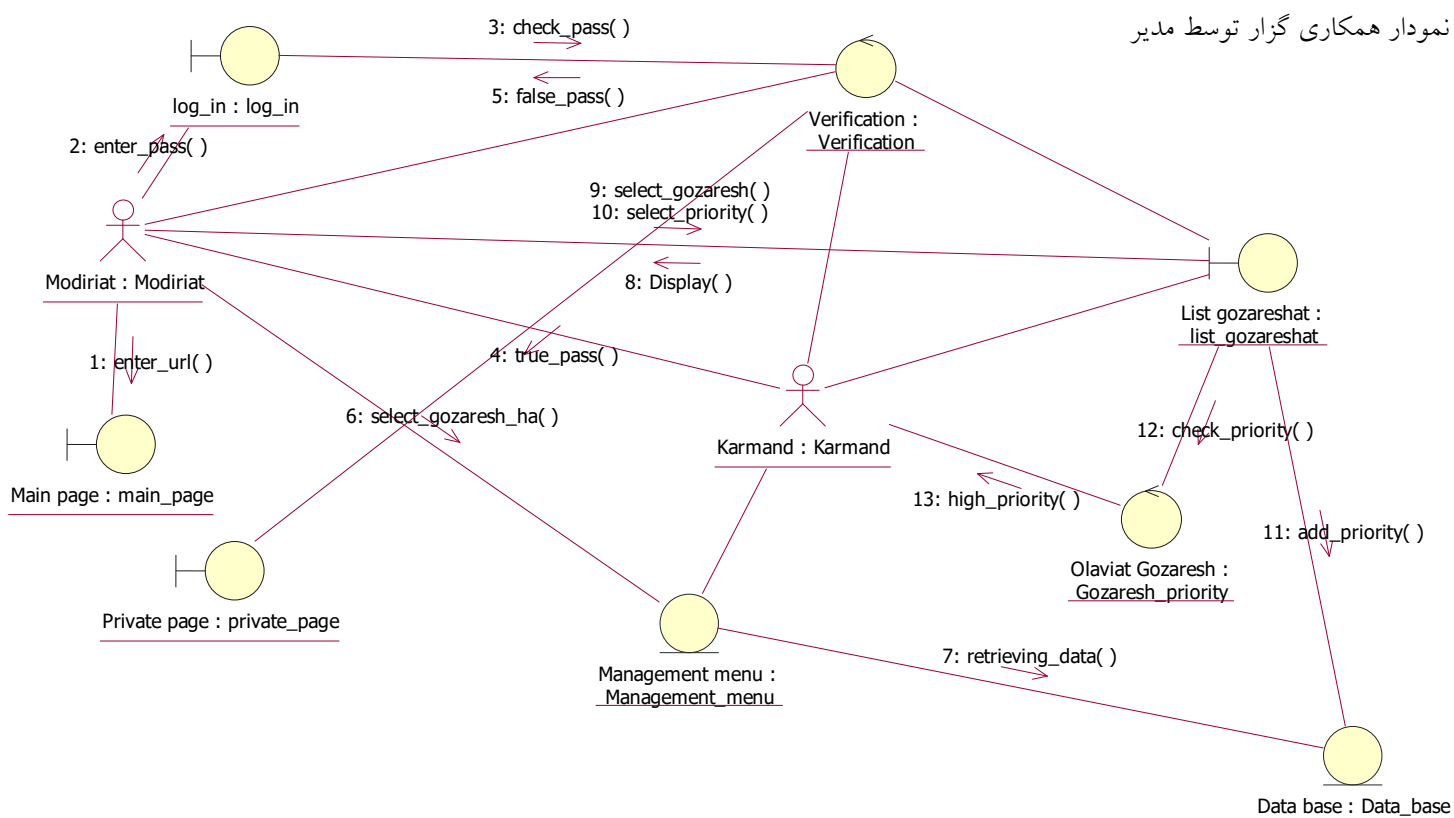 نمودار همکاری گزار توسط مدیر
3: check_pass( )
5: false_pass( )
log_in : log_in
Verification :
Verification
2: enter_pass( )
9: select_gozaresh( )
10: select_priority( )
8: Display( )
Modiriat : Modiriat
List gozareshat :
list_gozareshat
1: enter_url( )
4: true_pass( )
6: select_gozaresh_ha( )
12: check_priority( )
Karmand : Karmand
Main page : main_page
13: high_priority( )
11: add_priority( )
Olaviat Gozaresh :
Gozaresh_priority
Private page : private_page
7: retrieving_data( )
Management menu :
Management_menu
Data base : Data_base